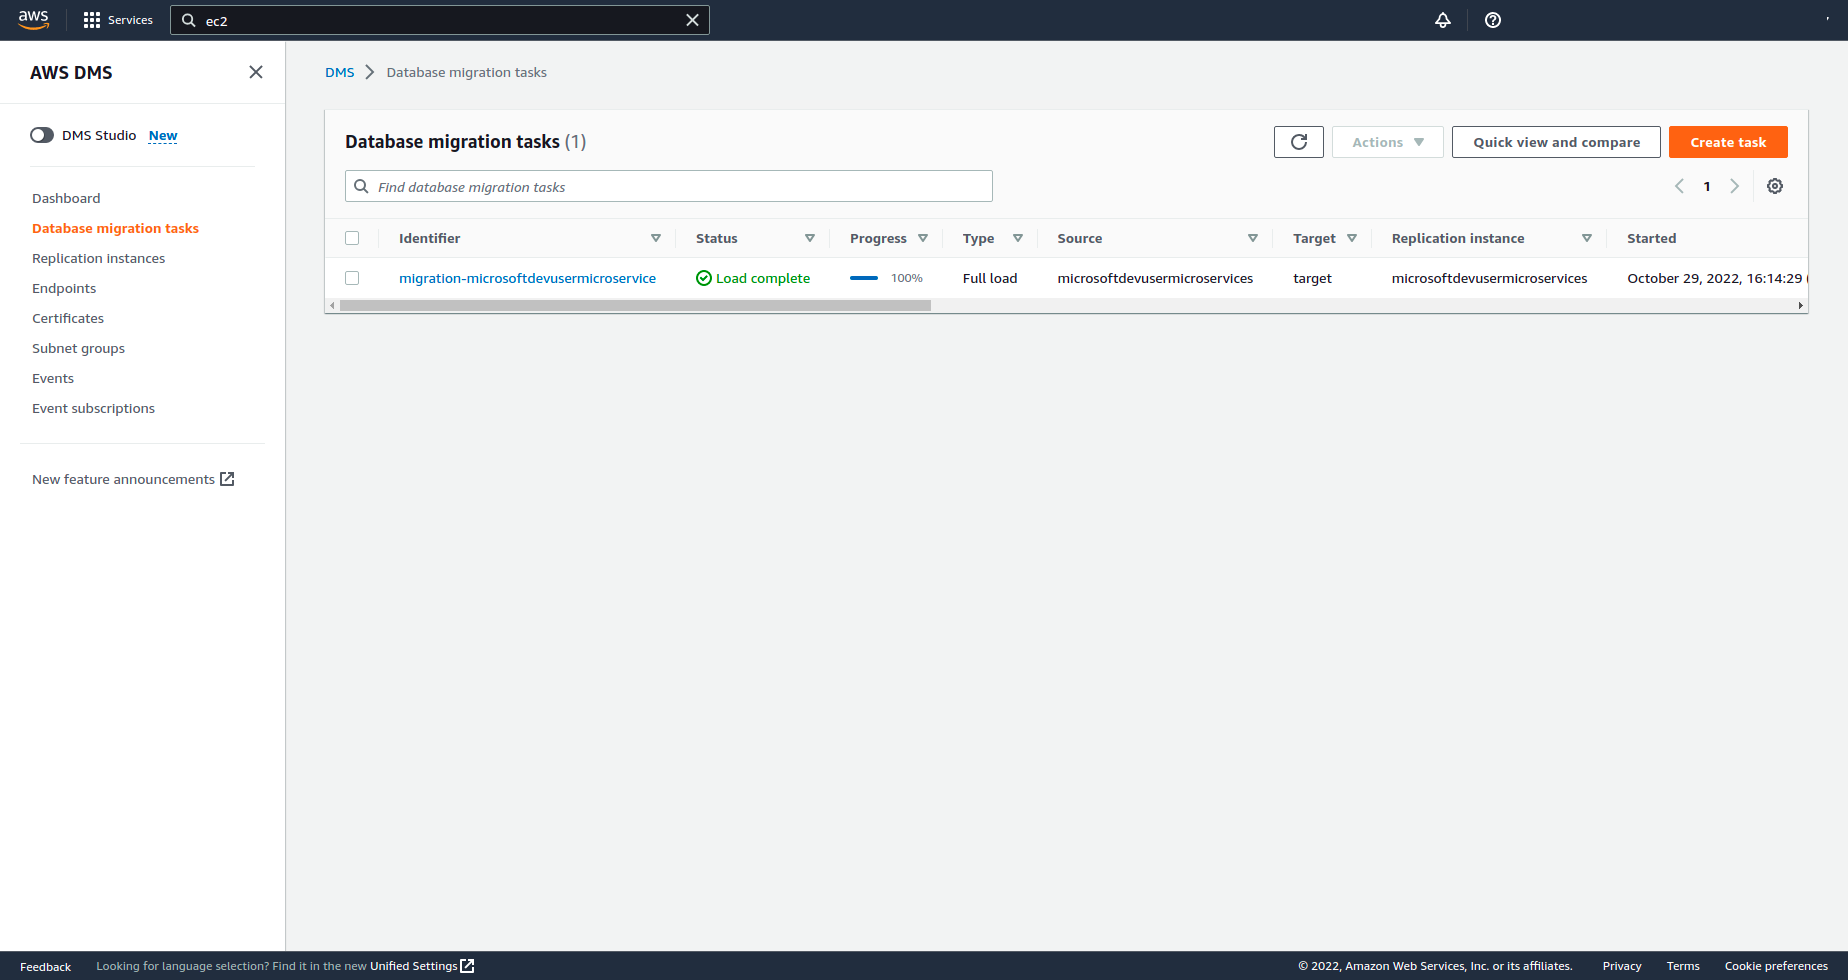 aws Services ec2
AWS DMS
DMS Studio New
Dashboard
Database migration tasks
Replication instances
Endpoints
Certificates
Subnet groups
Events
Event subscriptions
New feature announcements
DMS Database migration tasks
Database migration tasks (1)
Actions Quick view and compare Create task
Find database migration tasks
1
Identifier Status Progress Type Source Target Replication instance Started
migration-microsoftdevusermicroservice Load complete 100% Full load microsoftdevusermicroservices target microsoftdevusermicroservices October 29, 2022, 16:14:29 (
Feedback Looking for language selection? Find it in the new Unified Settings © 2022, Amazon Web Services, Inc. or its affiliates. Privacy Terms Cookie preferences